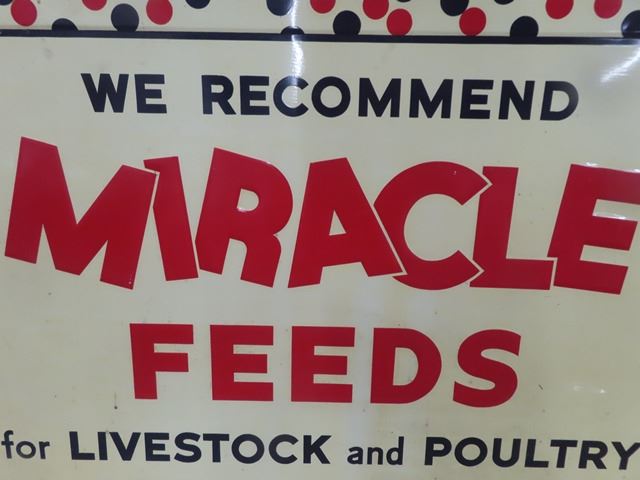 WE RECOMMEND
MIRACLE
FEEDS
for LIVESTOCK and POULTRY